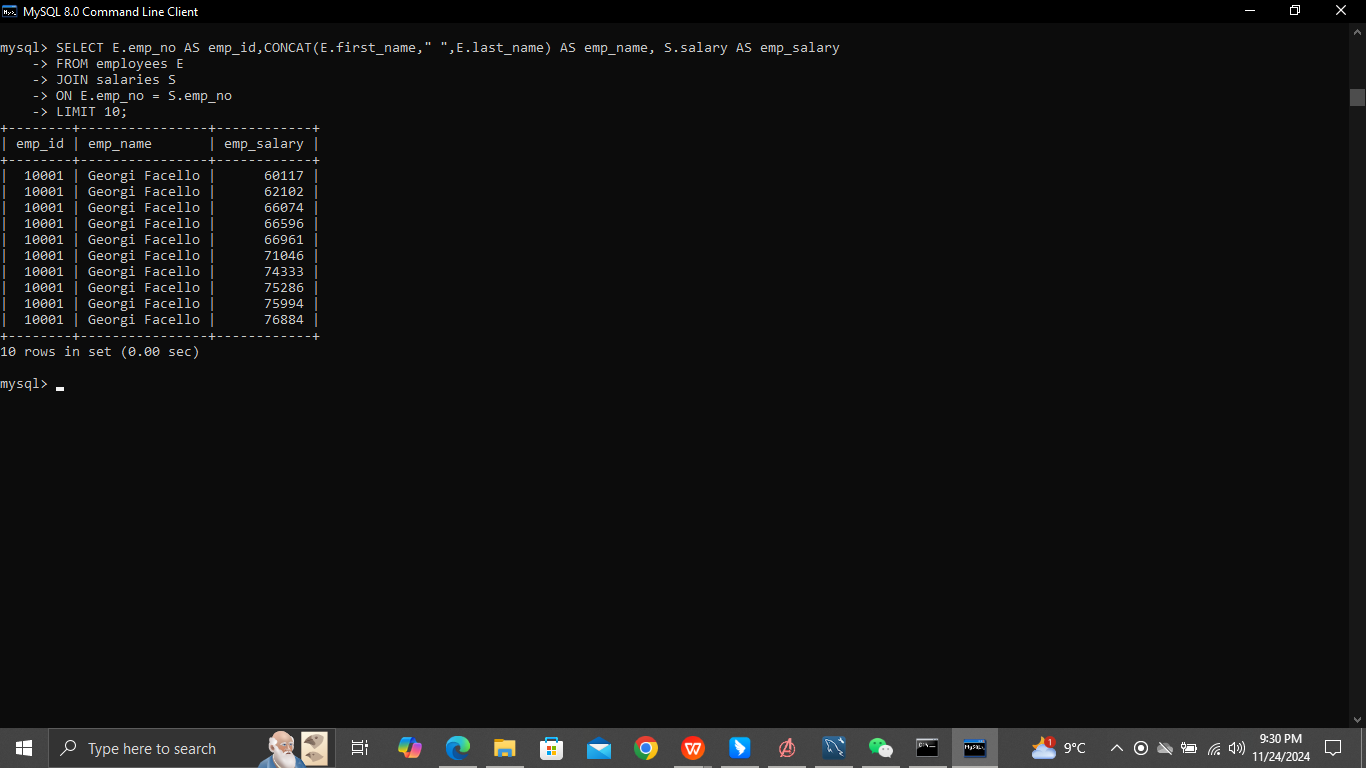 MySQL 8.0 Command Line Client
mysql> SELECT E.emp_no AS emp_id,CONCAT(E.first_name," ",E.last_name) AS emp_name, S.salary AS emp_salary
    -> FROM employees E
    -> JOIN salaries S
    -> ON E.emp_no = S.emp_no
    -> LIMIT 10;
+--------+----------------+------------+
| emp_id | emp_name       | emp_salary |
+--------+----------------+------------+
|  10001 | Georgi Facello |      60117 |
|  10001 | Georgi Facello |      62102 |
|  10001 | Georgi Facello |      66074 |
|  10001 | Georgi Facello |      66596 |
|  10001 | Georgi Facello |      66961 |
|  10001 | Georgi Facello |      71046 |
|  10001 | Georgi Facello |      74333 |
|  10001 | Georgi Facello |      75286 |
|  10001 | Georgi Facello |      75994 |
|  10001 | Georgi Facello |      76884 |
+--------+----------------+------------+
10 rows in set (0.00 sec)
mysql>
Type here to search
1
9°C
9:30 PM
11/24/2024